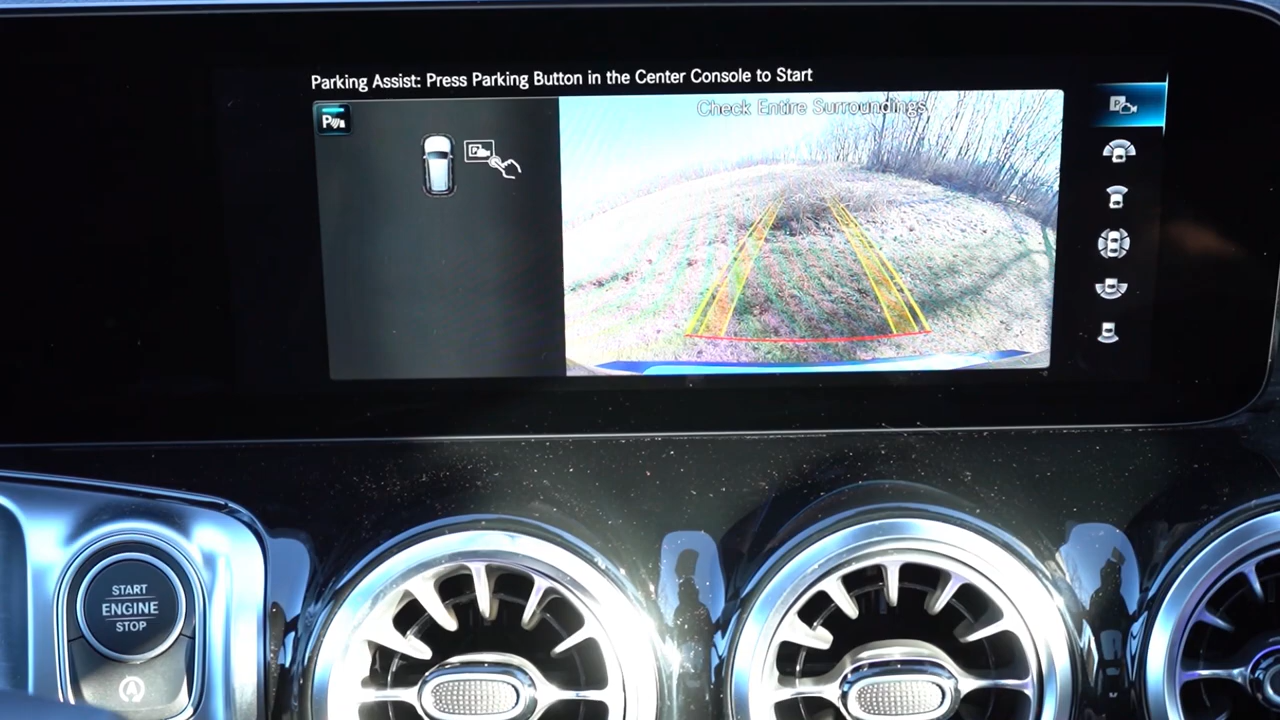 Parking Assist: Press Parking Button in the Center Console to Start
Check Entire Surroundings
P
P
P
START
ENGINE
STOP
A